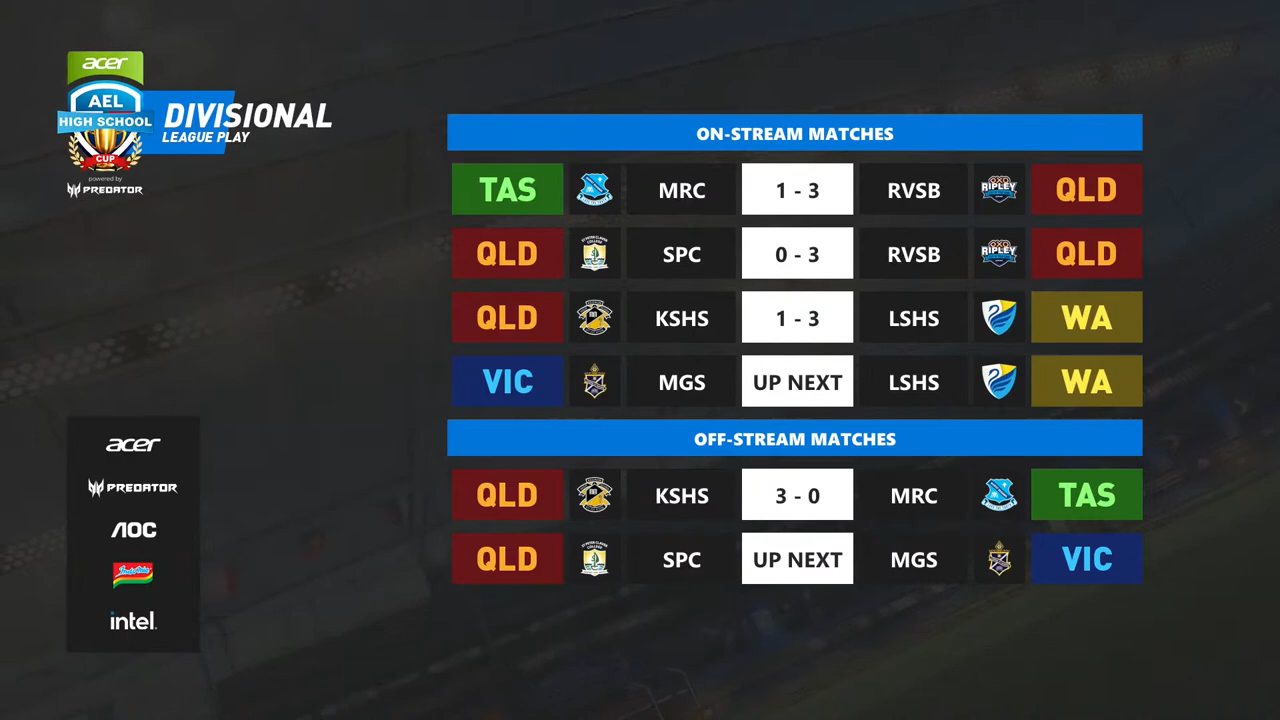 acer
AEL
HIGH SCHOOL
CUP
powered by
PREDATOR
DIVISIONAL
LEAGUE PLAY
ON-STREAM MATCHES
TAS MRC 1 - 3 RVSB RIPLEY QLD
QLD SPC 0 - 3 RVSB RIPLEY QLD
QLD KSHS 1 - 3 LSHS WA
VIC MGS UP NEXT LSHS WA
OFF-STREAM MATCHES
QLD KSHS 3 - 0 MRC TAS
QLD SPC UP NEXT MGS VIC
acer
PREDATOR
AOC
Indomie
intel.